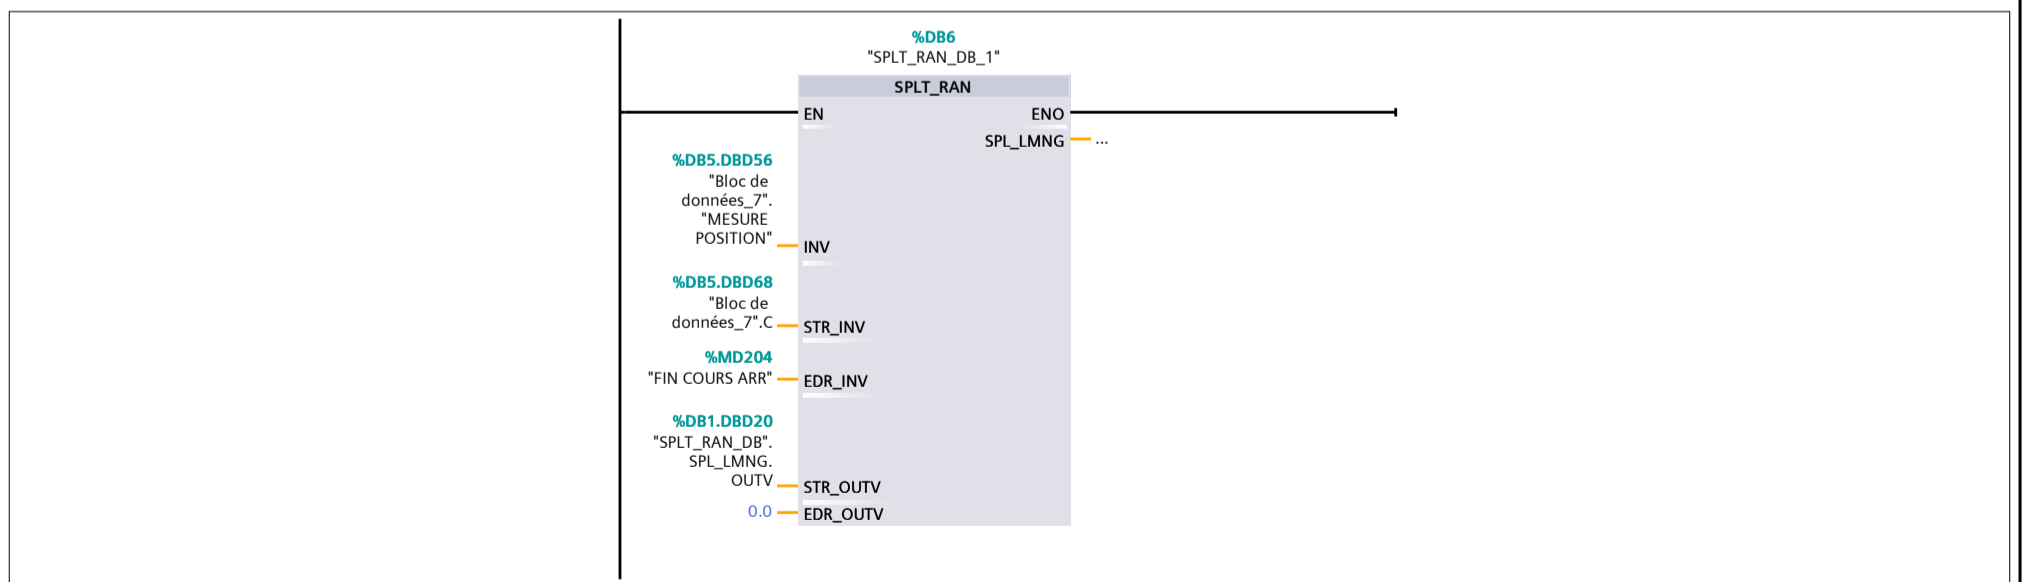 %DB6
"SPLT_RAN_DB_1"
SPLT_RAN
EN
ENO
SPL_LMNG
...
%DB5.DBD56
"Bloc de
données_7".
"MESURE
POSITION"
INV
%DB5.DBD68
"Bloc de
données_7".C
STR_INV
%MD204
"FIN COURS ARR"
EDR_INV
%DB1.DBD20
"SPLT_RAN_DB".
SPL_LMNG.
OUTV
STR_OUTV
0.0
EDR_OUTV